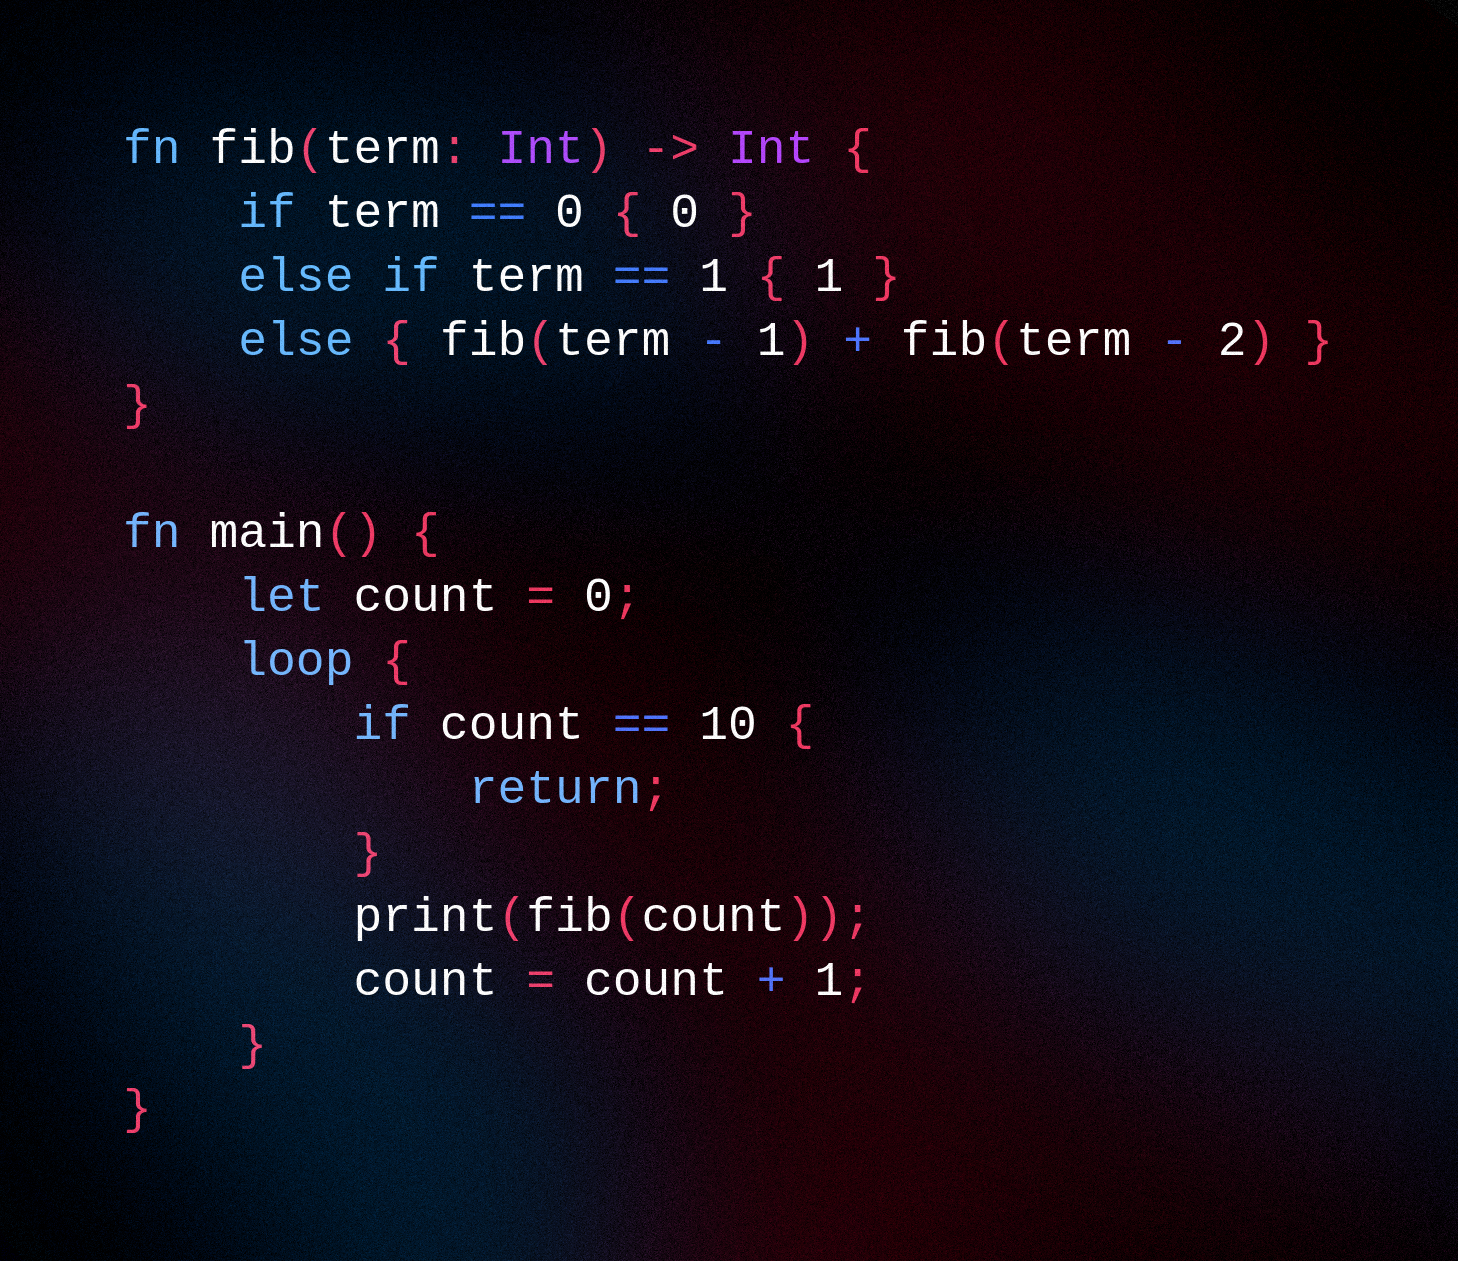 fn fib(term: Int) -> Int {
    if term == 0 { 0 }
    else if term == 1 { 1 }
    else { fib(term - 1) + fib(term - 2) }
}

fn main() {
    let count = 0;
    loop {
        if count == 10 {
            return;
        }
        print(fib(count));
        count = count + 1;
    }
}